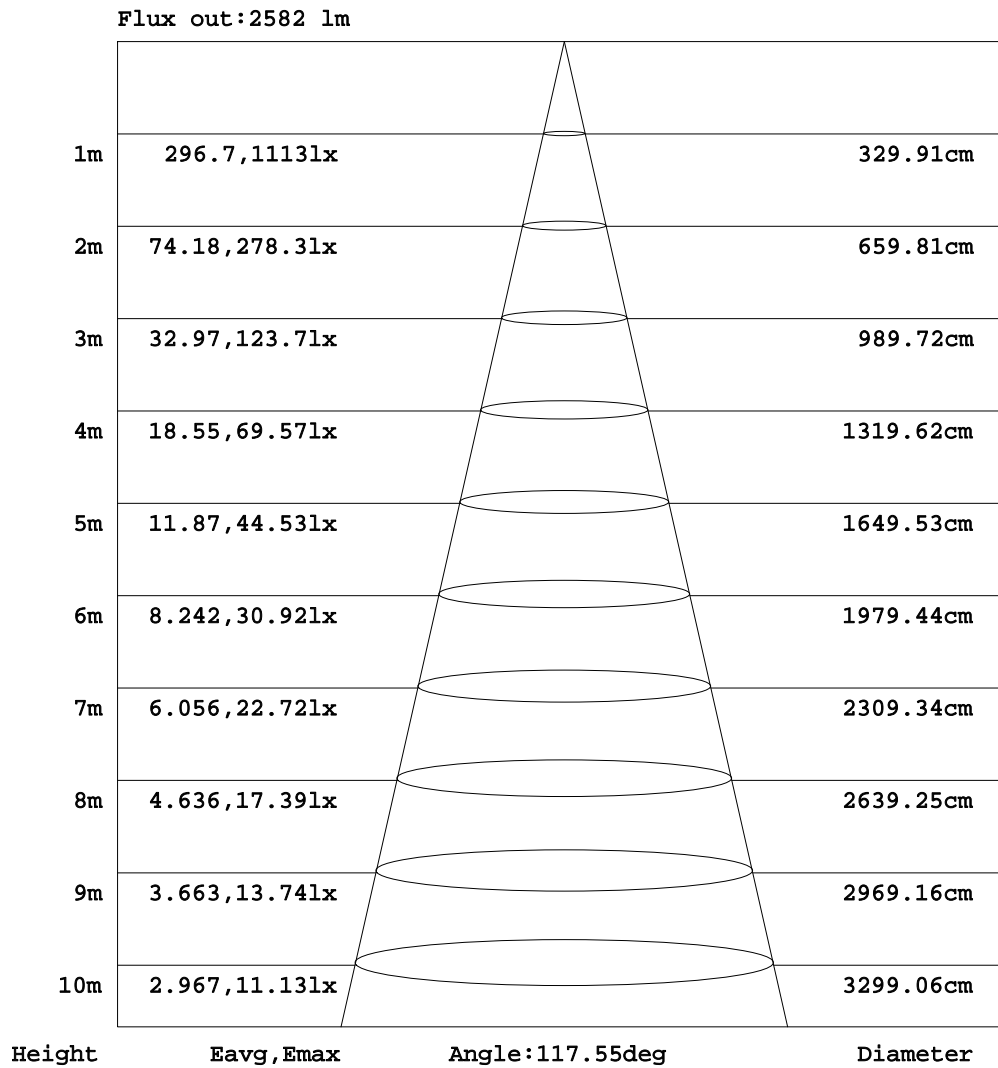 Flux out:2582 lm
1m 296.7,1113lx 329.91cm
2m 74.18,278.3lx 659.81cm
3m 32.97,123.7lx 989.72cm
4m 18.55,69.57lx 1319.62cm
5m 11.87,44.53lx 1649.53cm
6m 8.242,30.92lx 1979.44cm
7m 6.056,22.72lx 2309.34cm
8m 4.636,17.39lx 2639.25cm
9m 3.663,13.74lx 2969.16cm
10m 2.967,11.13lx 3299.06cm
Height Eavg,Emax Angle:117.55deg Diameter